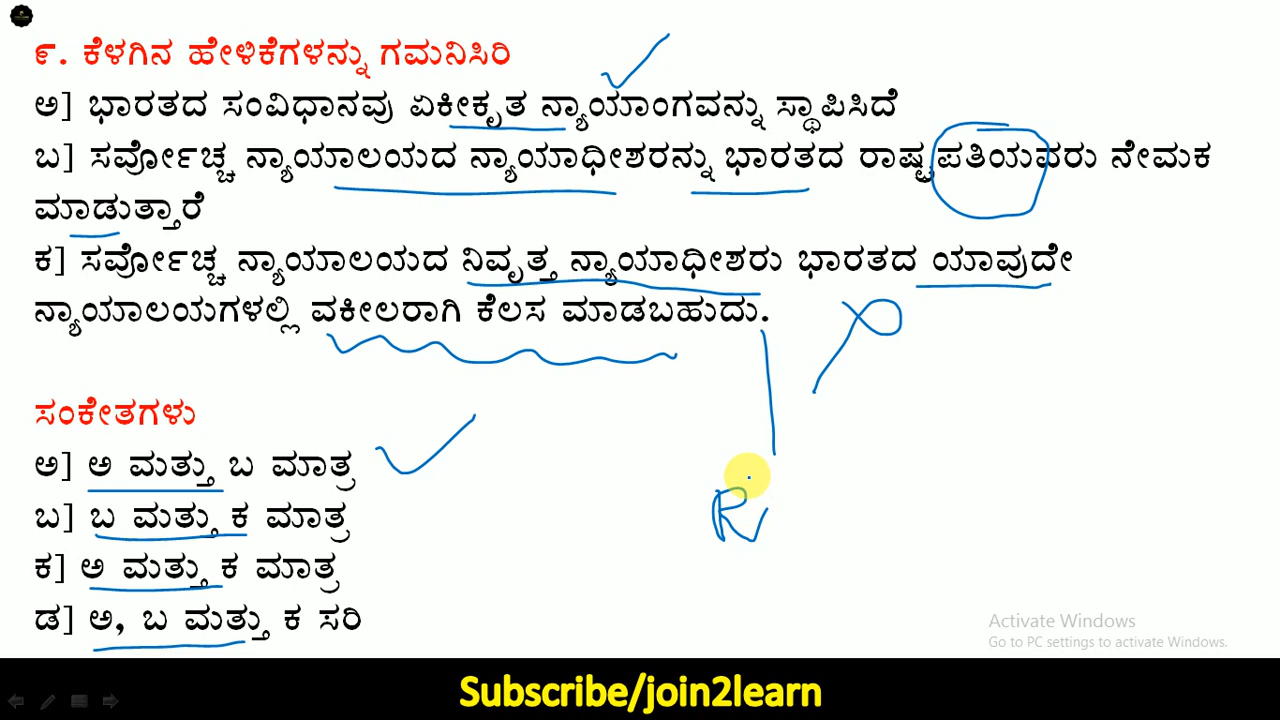 ೯. ಕೆಳಗಿನ ಹೇಳಿಕೆಗಳನ್ನು ಗಮನಿಸಿರಿ
ಅ] ಭಾರತದ ಸಂವಿಧಾನವು ಏಕೀಕೃತ ನ್ಯಾಯಾಂಗವನ್ನು ಸ್ಥಾಪಿಸಿದೆ
ಬ] ಸರ್ವೋಚ್ಚ ನ್ಯಾಯಾಲಯದ ನ್ಯಾಯಾಧೀಶರನ್ನು ಭಾರತದ ರಾಷ್ಟ್ರಪತಿಯವರು ನೇಮಕ
ಮಾಡುತ್ತಾರೆ
ಕ] ಸರ್ವೋಚ್ಚ ನ್ಯಾಯಾಲಯದ ನಿವೃತ್ತ ನ್ಯಾಯಾಧೀಶರು ಭಾರತದ ಯಾವುದೇ
ನ್ಯಾಯಾಲಯಗಳಲ್ಲಿ ವಕೀಲರಾಗಿ ಕೆಲಸ ಮಾಡಬಹುದು.
ಸಂಕೇತಗಳು
ಅ] ಅ ಮತ್ತು ಬ ಮಾತ್ರ
ಬ] ಬ ಮತ್ತು ಕ ಮಾತ್ರ
ಕ] ಅ ಮತ್ತು ಕ ಮಾತ್ರ
ಡ] ಅ, ಬ ಮತ್ತು ಕ ಸರಿ
Activate Windows
Go to PC settings to activate Windows.
Subscribe/join2learn